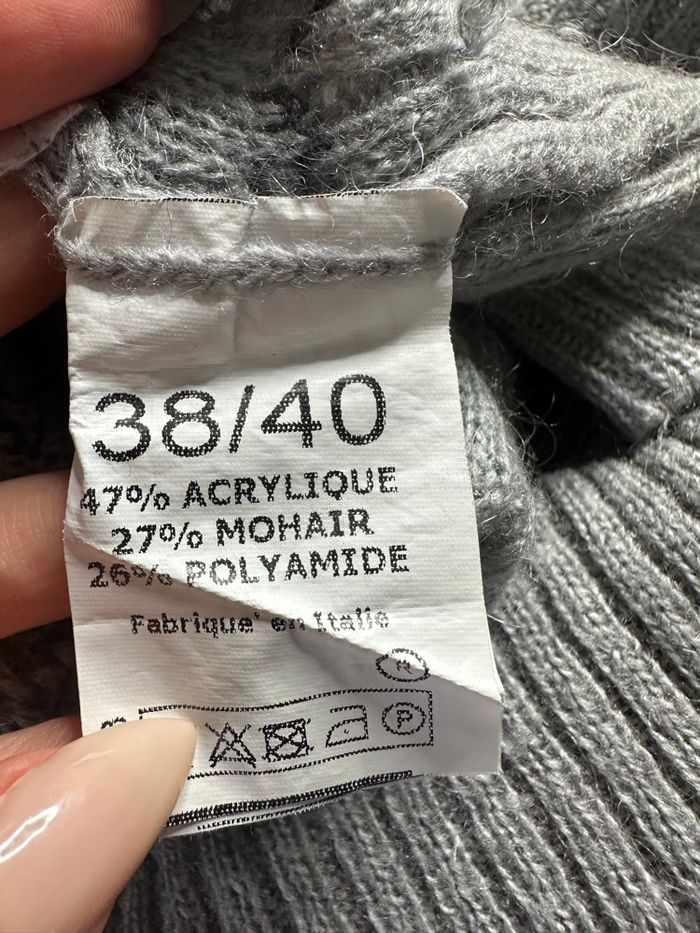 38/40
47% ACRYLIQUE
27% MOHAIR
26% POLYAMIDE
Fabrique' en Italie
R
P